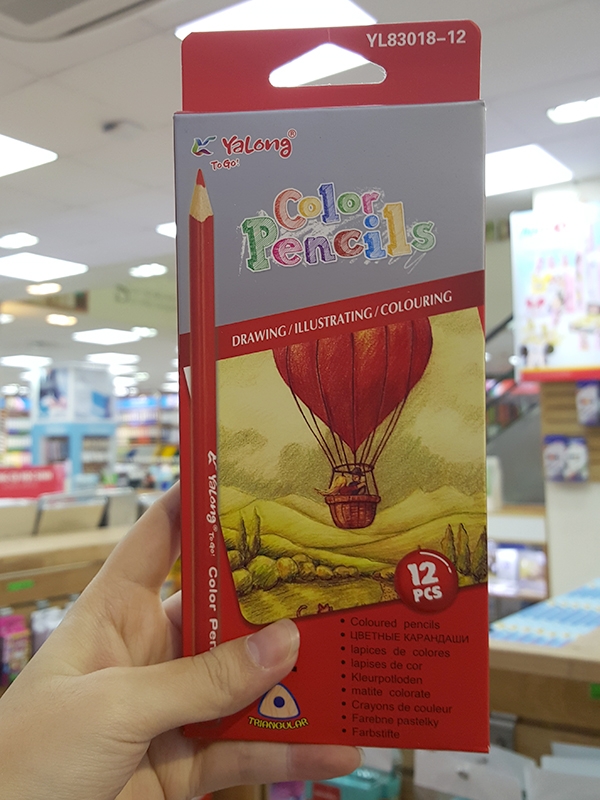 YL83018-12
YaLong®
ToGo!
Color
Pencils
DRAWING/ILLUSTRATING/COLOURING
YaLong® ToGo! Color Pen
12
PCS
• Coloured pencils
• ЦВЕТНЫЕ КАРАНДАШИ
• lapices de colores
• lapises de cor
• Kleurpotloden
• matite colorate
• Crayons de couleur
• Farebne pastelky
• Farbstifte
TRIANGULAR